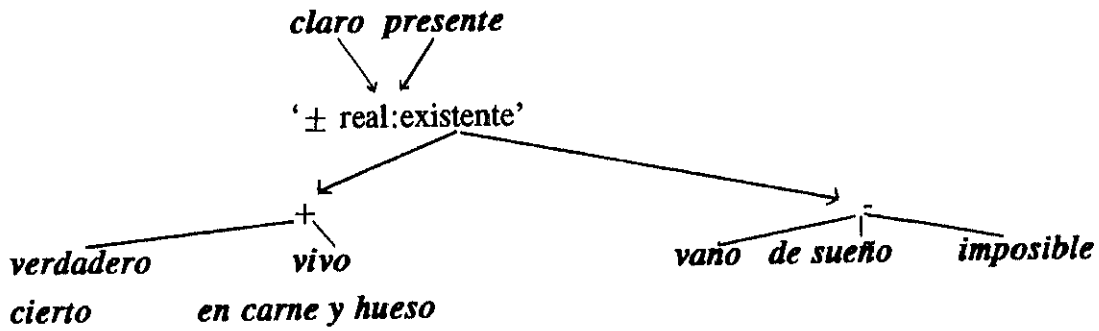 claro presente
‘± real:existente’
+ -
verdadero vivo vano de sueño imposible
cierto en carne y hueso